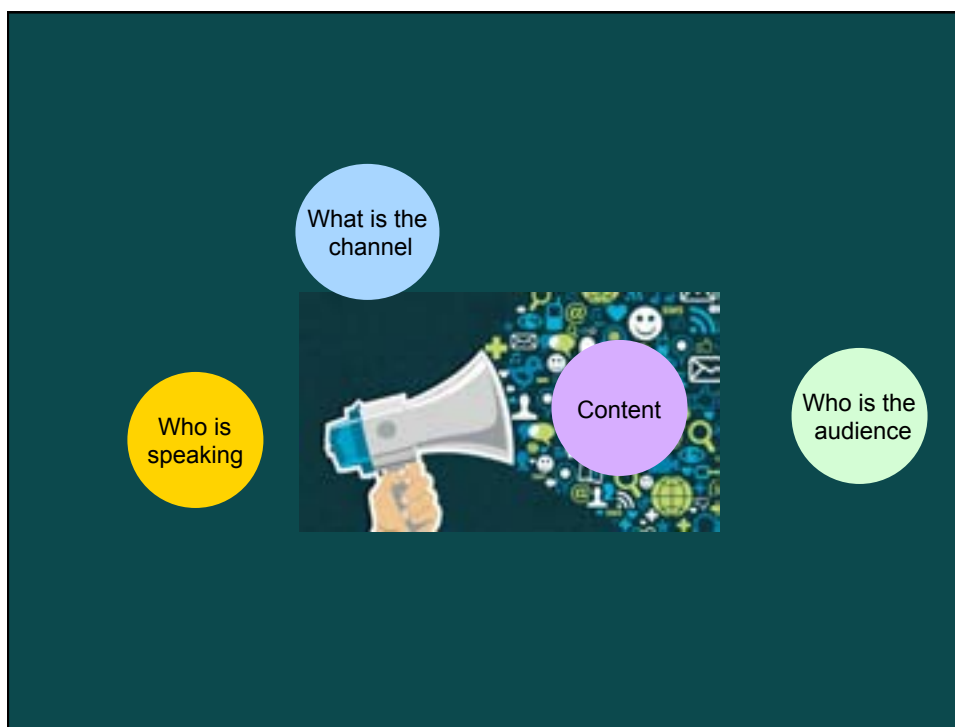 What is the
channel
Who is
speaking
Content
Who is the
audience